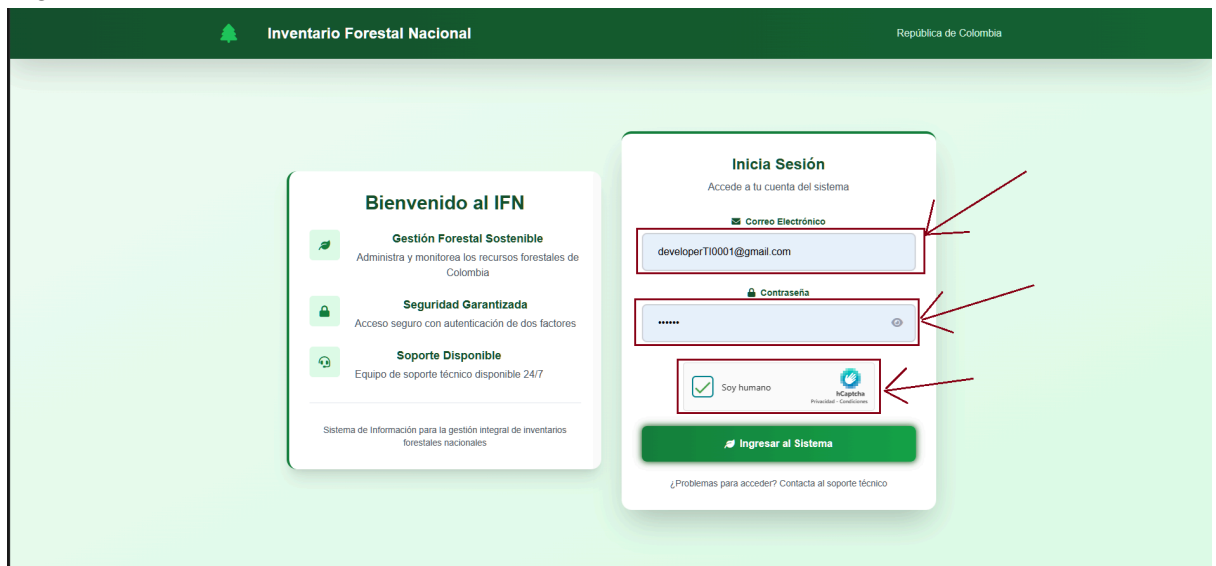 Inventario Forestal Nacional
República de Colombia
Bienvenido al IFN
Gestión Forestal Sostenible
Administra y monitorea los recursos forestales de
Colombia
Seguridad Garantizada
Acceso seguro con autenticación de dos factores
Soporte Disponible
Equipo de soporte técnico disponible 24/7
Sistema de Información para la gestión integral de inventarios
forestales nacionales
Inicia Sesión
Accede a tu cuenta del sistema
Correo Electrónico
developerTI0001@gmail.com
Contraseña
••••••
Soy humano
hCaptcha
Privacidad - Condiciones
Ingresar al Sistema
¿Problemas para acceder? Contacta al soporte técnico